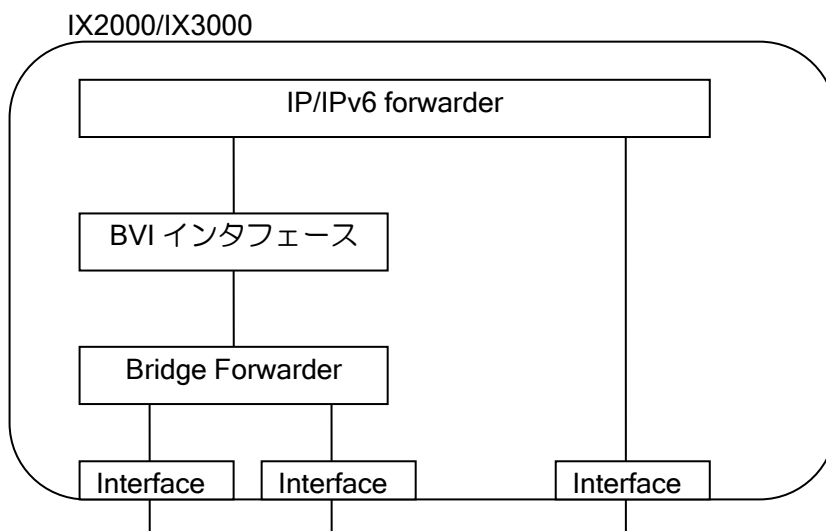 IX2000/IX3000
IP/IPv6 forwarder
BVI インタフェース
Bridge Forwarder
Interface
Interface
Interface